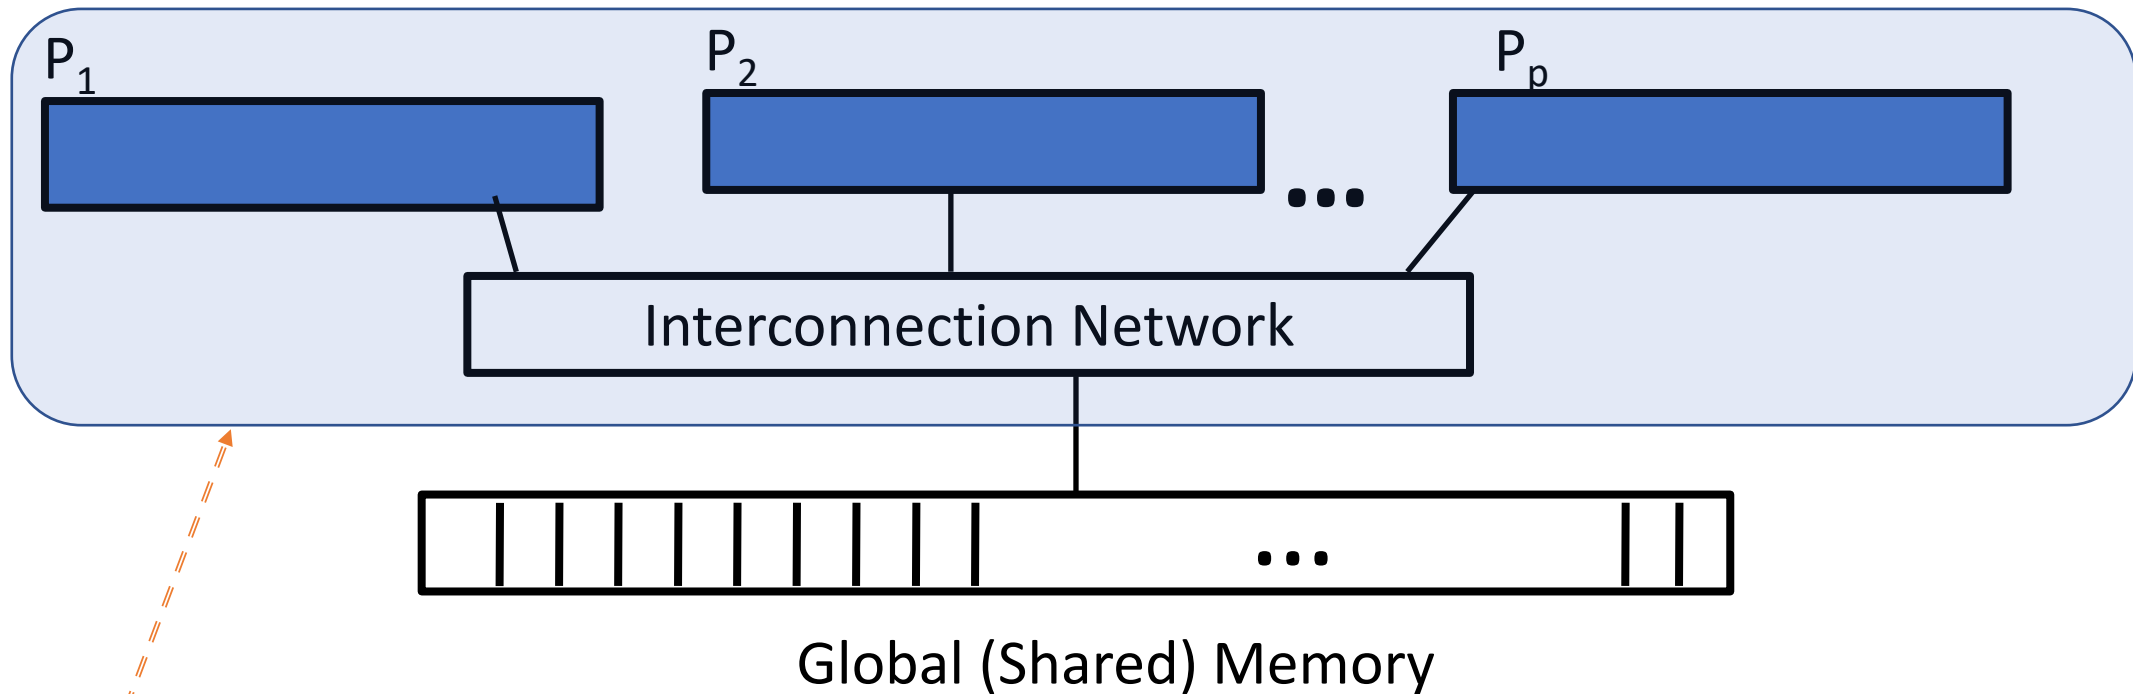 P1
P2
Pp
...
Interconnection Network
...
Global (Shared) Memory